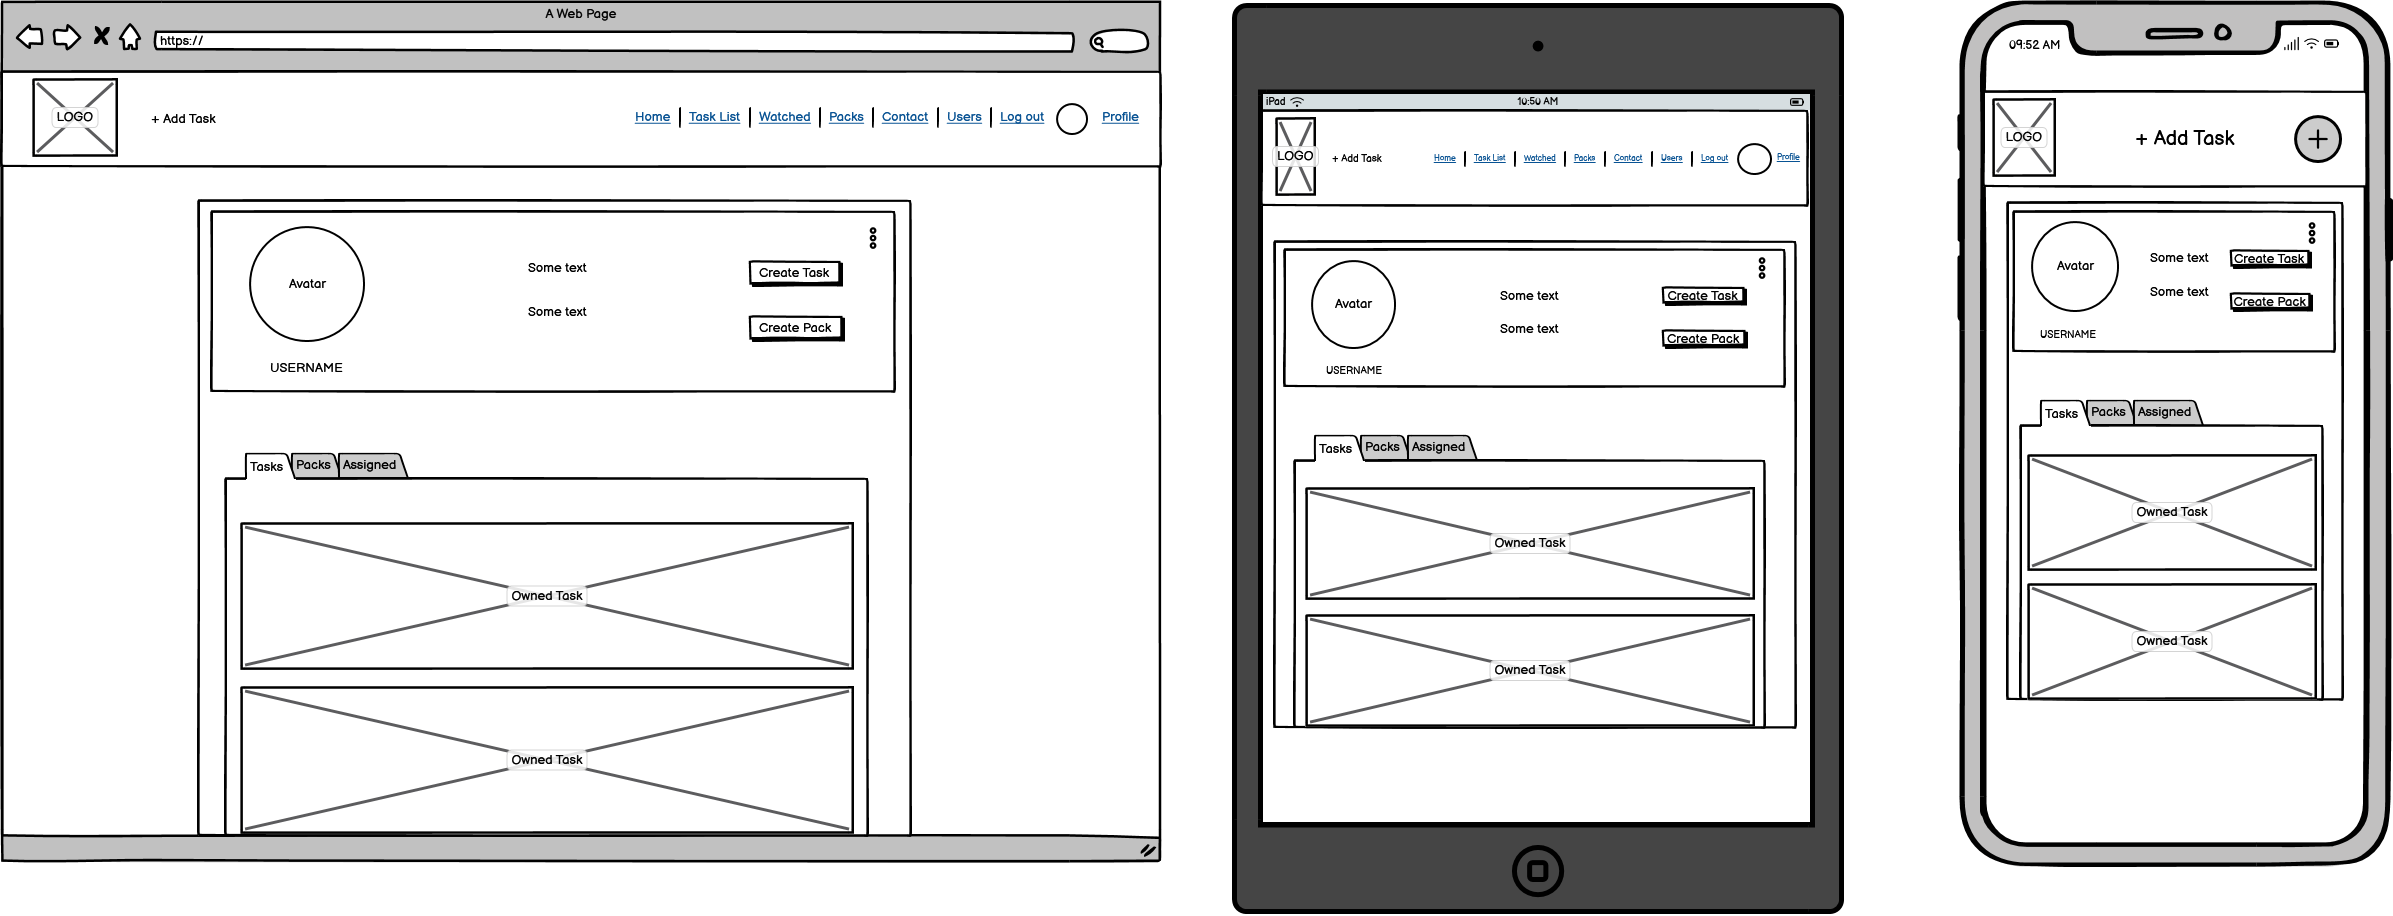 A Web Page
https://
LOGO
+ Add Task
Home
Task List
Watched
Packs
Contact
Users
Log out
Profile
Avatar
Some text
Some text
Create Task
Create Pack
USERNAME
Tasks
Packs
Assigned
Owned Task
Owned Task
iPad
10:50 AM
LOGO
+ Add Task
Home
Task List
Watched
Packs
Contact
Users
Log out
Profile
Avatar
Some text
Some text
Create Task
Create Pack
USERNAME
Tasks
Packs
Assigned
Owned Task
Owned Task
09:52 AM
LOGO
+ Add Task
Avatar
Some text
Some text
Create Task
Create Pack
USERNAME
Tasks
Packs
Assigned
Owned Task
Owned Task